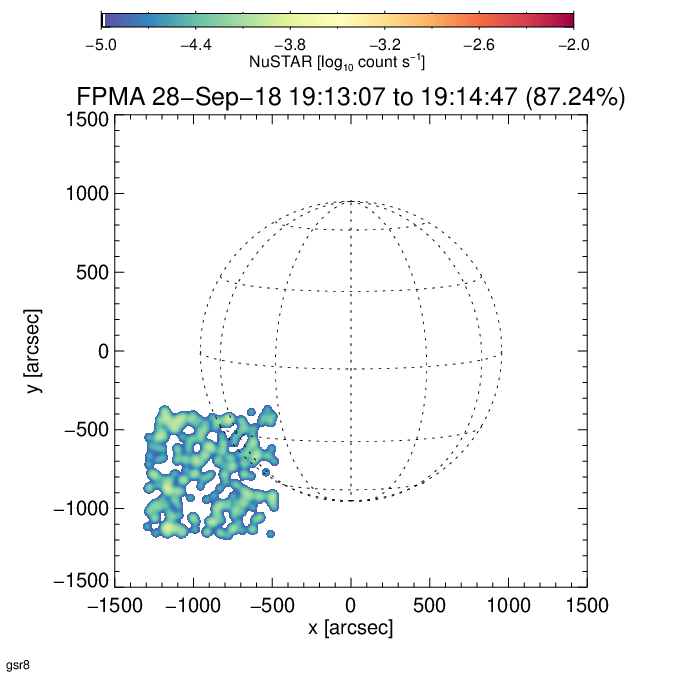 −5.0 −4.4 −3.8 −3.2 −2.6 −2.0
NuSTAR [log₁₀ count s⁻¹]
FPMA 28−Sep−18 19:13:07 to 19:14:47 (87.24%)
1500
1000
500
0
−500
−1000
−1500
y [arcsec]
−1500 −1000 −500 0 500 1000 1500
x [arcsec]
gsr8